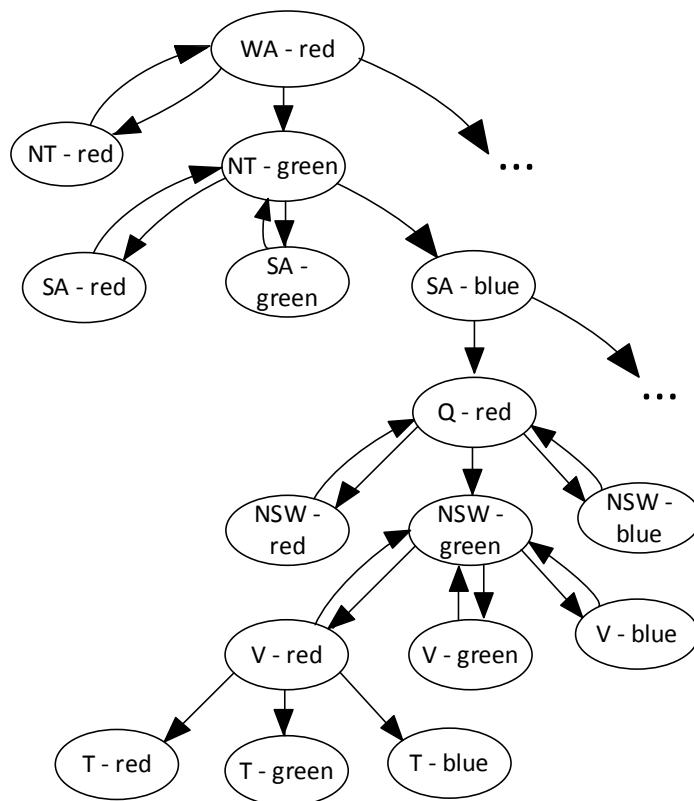 WA - red
NT - red
NT - green
...
SA - red
SA -
green
SA - blue
...
Q - red
NSW -
red
NSW -
green
NSW -
blue
V - red
V - green
V - blue
T - red
T - green
T - blue